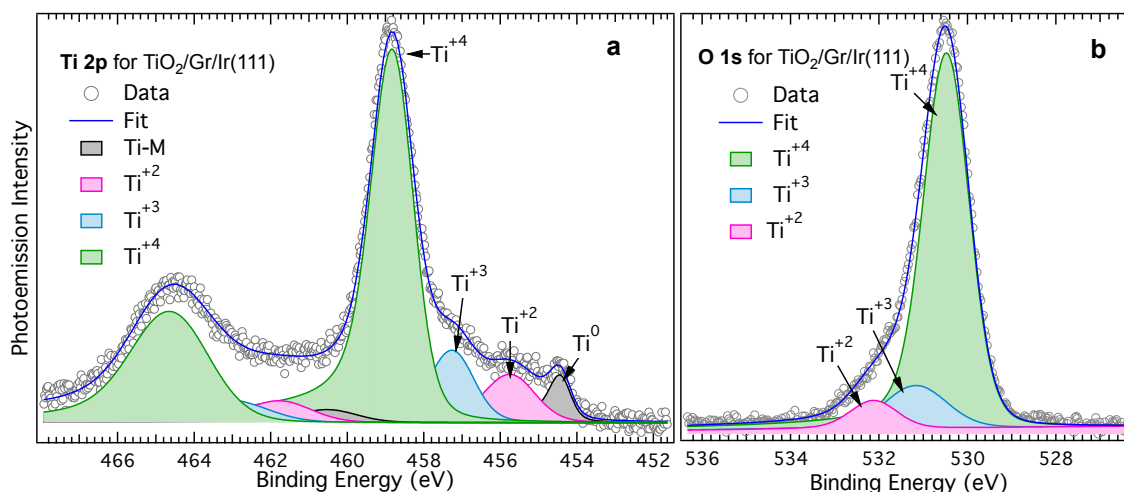 a
Ti 2p for TiO2/Gr/Ir(111)
Data
Fit
Ti-M
Ti+2
Ti+3
Ti+4
Ti+4
Ti+3
Ti+2
Ti0
Photoemission Intensity
466 464 462 460 458 456 454 452
Binding Energy (eV)
b
O 1s for TiO2/Gr/Ir(111)
Data
Fit
Ti+4
Ti+3
Ti+2
Ti+4
Ti+3
Ti+2
536 534 532 530 528
Binding Energy (eV)